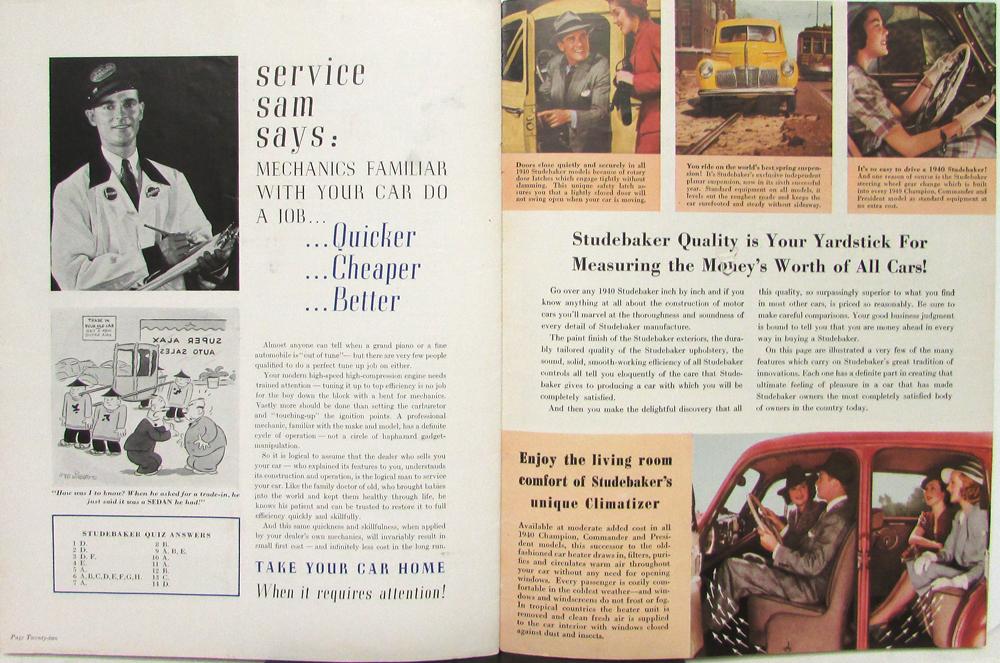 service
sam
says:
MECHANICS FAMILIAR
WITH YOUR CAR DO
A JOB...
...Quicker
...Cheaper
...Better
Almost anyone can tell when a grand piano or a fine
automobile is "out of tune"— but there are very few people
qualified to do a perfect tune up job on either.
Your modern high-speed high-compression engine needs
trained attention — tuning it up to top efficiency is no job
for the boy down the block with a bent for mechanics.
Vastly more should be done than setting the carburetor
and "touching-up" the ignition points. A professional
mechanic, familiar with the make and model, has a definite
cycle of operation — not a circle of haphazard gadget-
manipulation.
So it is logical to assume that the dealer who sells you
your car — who explained its features to you, understands
its construction and operation, is the logical man to service
your car. Like the family doctor of old, who brought babies
into the world and kept them healthy through life, he
knows his patient and can be trusted to restore it to full
efficiency quickly and skillfully.
And this same quickness and skillfulness, when applied
by your dealer's own mechanics, will invariably result in
small first cost — and infinitely less cost in the long run.
TAKE YOUR CAR HOME
When it requires attention!
TRADE IN
YOUR OLD CAR
SUPER AJAX
AUTO SALES
"How was I to know? When he asked for a trade-in, he
just said it was a SEDAN he had!"
STUDEBAKER QUIZ ANSWERS
1 D.
2 D.
3 D. F.
4 E.
5 A.
6 A,B,C,D,E,F,G,H.
7 A.
8 B.
9 A. B, E.
10 A.
11 A.
12 B.
13 C.
14 D.
Page Twenty-two
Doors close quietly and securely in all
1940 Studebaker models because of rotary
door latches which engage tightly without
slamming. This unique safety latch as-
sures you that a lightly closed door will
not swing open when your car is moving.
You ride on the world's best spring suspen-
sion! It's Studebaker's exclusive independent
planar suspension, now in its sixth successful
year. Standard equipment on all models, it
levels out the roughest roads and keeps the
car surefooted and steady without sidesway.
It's so easy to drive a 1940 Studebaker!
And one reason of course is the Studebaker
steering wheel gear change which is built
into every 1940 Champion, Commander and
President model as standard equipment at
no extra cost.
Studebaker Quality is Your Yardstick For
Measuring the Money's Worth of All Cars!
Go over any 1940 Studebaker inch by inch and if you
know anything at all about the construction of motor
cars you'll marvel at the thoroughness and soundness of
every detail of Studebaker manufacture.
The paint finish of the Studebaker exteriors, the dura-
bly tailored quality of the Studebaker upholstery, the
sound, solid, smooth-working efficiency of all Studebaker
controls all tell you eloquently of the care that Stude-
baker gives to producing a car with which you will be
completely satisfied.
And then you make the delightful discovery that all
this quality, so surpassingly superior to what you find
in most other cars, is priced so reasonably. Be sure to
make careful comparisons. Your good business judgment
is bound to tell you that you are money ahead in every
way in buying a Studebaker.
On this page are illustrated a very few of the many
features which carry on Studebaker's great tradition of
innovations. Each one has a definite part in creating that
ultimate feeling of pleasure in a car that has made
Studebaker owners the most completely satisfied body
of owners in the country today.
Enjoy the living room
comfort of Studebaker's
unique Climatizer
Available at moderate added cost in all
1940 Champion, Commander and Presi-
dent models, this successor to the old-
fashioned car heater draws in, filters, puri-
fies and circulates warm air throughout
your car without any need for opening
windows. Every passenger is cozily com-
fortable in the coldest weather—and win-
dows and windscreens do not frost or fog.
In tropical countries the heater unit is
removed and clean fresh air is supplied
to the car interior with windows closed
against dust and insects.